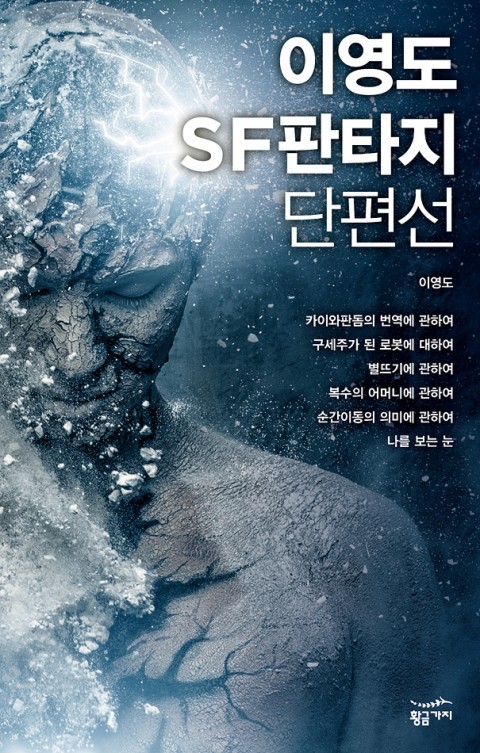 이영도
SF판타지
단편선
이영도
카이와판돔의 번역에 관하여
구세주가 된 로봇에 대하여
별뜨기에 관하여
복수의 어머니에 관하여
순간이동의 의미에 관하여
나를 보는 눈
황금가지